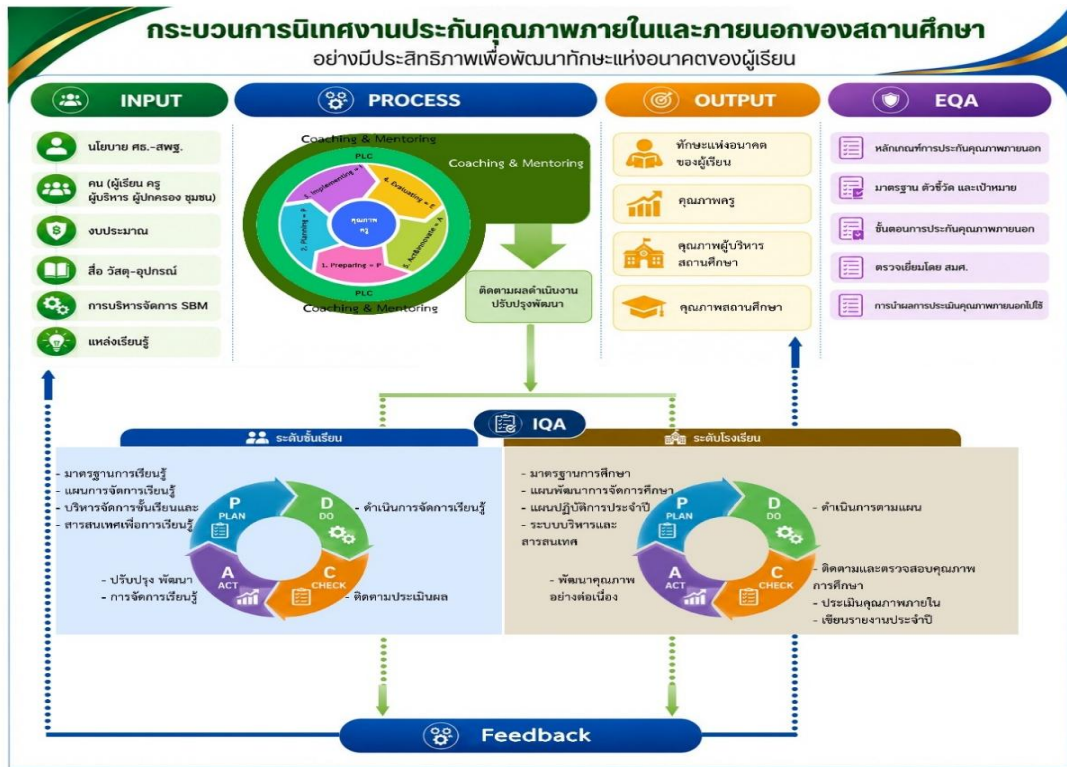 กระบวนการนิเทศงานประกันคุณภาพภายในและภายนอกของสถานศึกษา
อย่างมีประสิทธิภาพเพื่อพัฒนาทักษะแห่งอนาคตของผู้เรียน
INPUT
นโยบาย ศธ.-สพฐ.
คน (ผู้เรียน ครู
ผู้บริหาร ผู้ปกครอง ชุมชน)
งบประมาณ
สื่อ วัสดุ-อุปกรณ์
การบริหารจัดการ SBM
แหล่งเรียนรู้
PROCESS
Coaching & Mentoring
PLC
3. Implementing = I
4. Evaluating = E
2. Planning = P
คุณภาพ
ครู
5. Act&Innovate = A
1. Preparing = P
PLC
Coaching & Mentoring
Coaching & Mentoring
ติดตามผลดำเนินงาน
ปรับปรุงพัฒนา
OUTPUT
ทักษะแห่งอนาคต
ของผู้เรียน
คุณภาพครู
คุณภาพผู้บริหาร
สถานศึกษา
คุณภาพสถานศึกษา
EQA
หลักเกณฑ์การประกันคุณภาพภายนอก
มาตรฐาน ตัวชี้วัด และเป้าหมาย
ขั้นตอนการประกันคุณภาพภายนอก
ตรวจเยี่ยมโดย สมศ.
การนำผลการประเมินคุณภาพภายนอกไปใช้
IQA
ระดับชั้นเรียน
- มาตรฐานการเรียนรู้
- แผนการจัดการเรียนรู้
- บริหารจัดการชั้นเรียนและ
- สารสนเทศเพื่อการเรียนรู้
P
PLAN
D
DO
- ดำเนินการจัดการเรียนรู้
- ปรับปรุง พัฒนา
- การจัดการเรียนรู้
A
ACT
C
CHECK
- ติดตามประเมินผล
ระดับโรงเรียน
- มาตรฐานการศึกษา
- แผนพัฒนาการจัดการศึกษา
- แผนปฏิบัติการประจำปี
- ระบบบริหารและ
สารสนเทศ
P
PLAN
D
DO
- ดำเนินการตามแผน
- พัฒนาคุณภาพ
อย่างต่อเนื่อง
A
ACT
C
CHECK
- ติดตามและตรวจสอบคุณภาพ
การศึกษา
- ประเมินคุณภาพภายใน
- เขียนรายงานประจำปี
Feedback